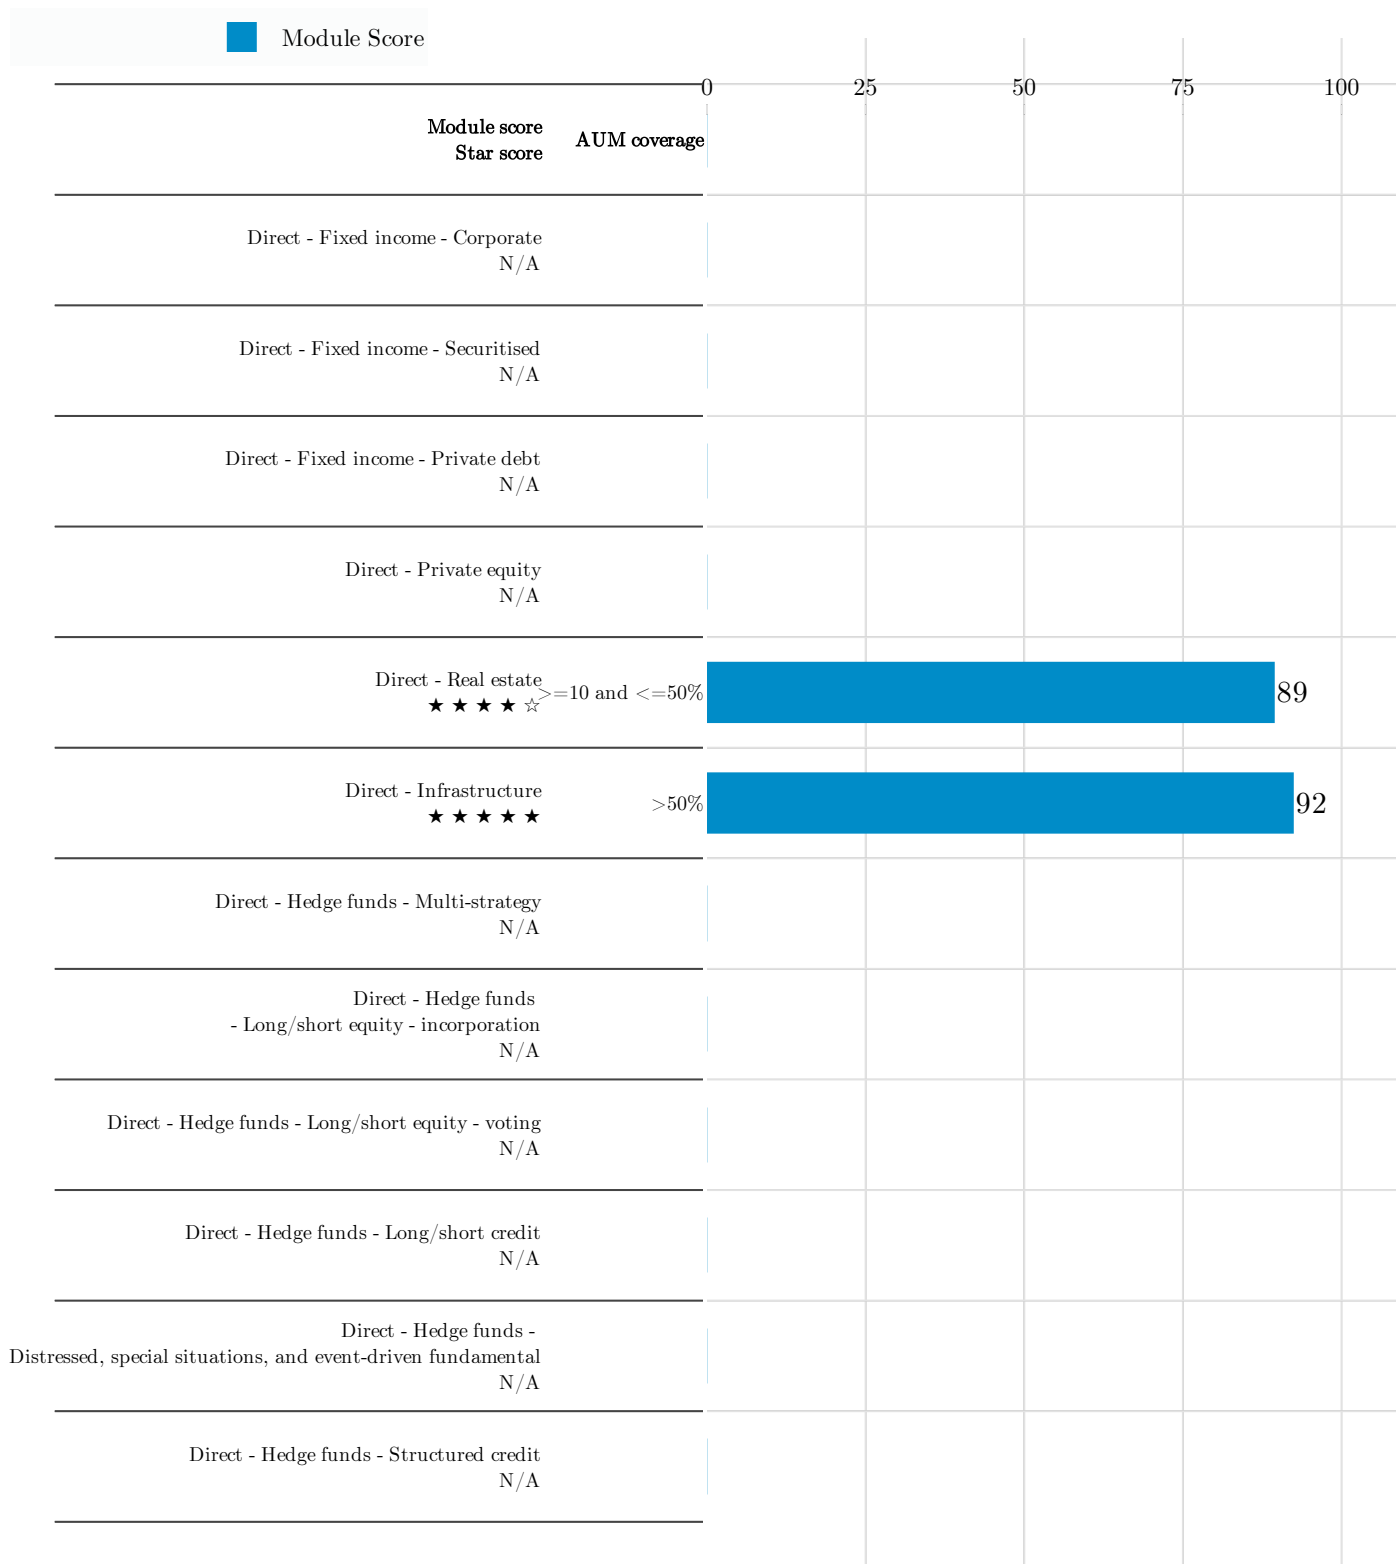 Module Score
0 25 50 75 100
Module score
Star score
AUM coverage
Direct - Fixed income - Corporate
N/A
Direct - Fixed income - Securitised
N/A
Direct - Fixed income - Private debt
N/A
Direct - Private equity
N/A
Direct - Real estate
★ ★ ★ ★ ☆
>=10 and <=50%
89
Direct - Infrastructure
★ ★ ★ ★ ★
>50%
92
Direct - Hedge funds - Multi-strategy
N/A
Direct - Hedge funds
- Long/short equity - incorporation
N/A
Direct - Hedge funds - Long/short equity - voting
N/A
Direct - Hedge funds - Long/short credit
N/A
Direct - Hedge funds -
Distressed, special situations, and event-driven fundamental
N/A
Direct - Hedge funds - Structured credit
N/A